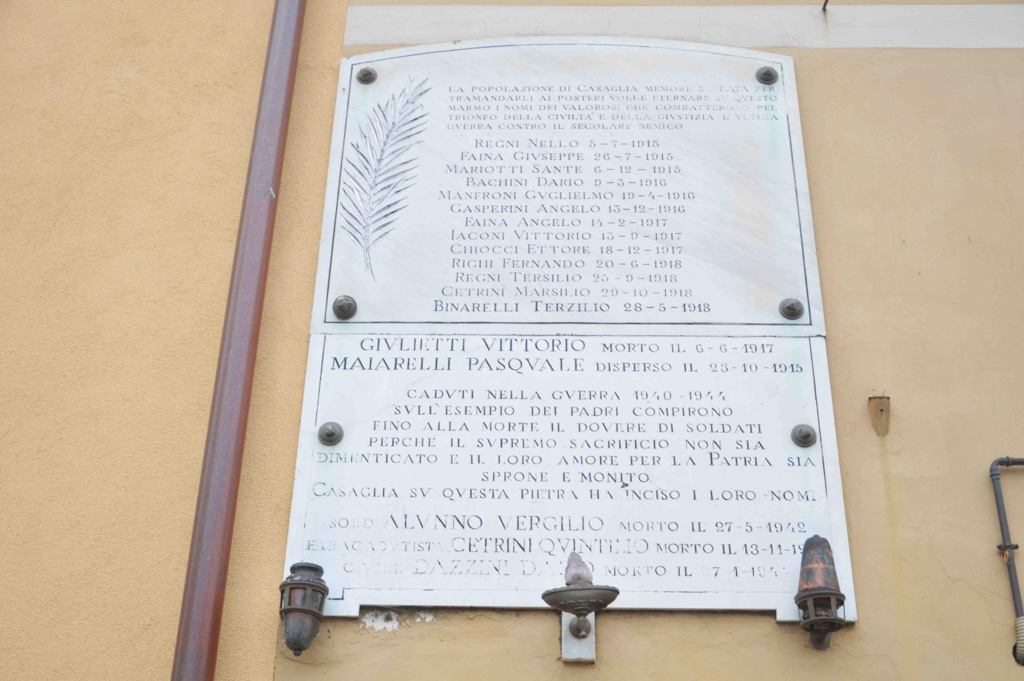 LA POPOLAZIONE DI CASAGLIA MEMORE E GRATA PER
TRAMANDARLI AI POSTERI VOLLE ETERNARE SU QUESTO
MARMO I NOMI DEI VALOROSI CHE COMBATTERONO PEL
TRIONFO DELLA CIVILTA E DELLA GIUSTIZIA L'ULTIMA
GUERRA CONTRO IL SECOLARE NEMICO
REGNI NELLO 5-7-1915
FAINA GIVSEPPE 26-7-1915
MARIOTTI SANTE 6-12-1915
BACHINI DARIO 9-3-1916
MANFRONI GVGLIELMO 19-4-1916
GASPERINI ANGELO 13-12-1916
FAINA ANGELO 14-2-1917
IACONI VITTORIO 15-9-1917
CHIOCCI ETTORE 18-12-1917
RIGHI FERNANDO 20-6-1918
REGNI TERSILIO 25-9-1918
CETRINI MARSILIO 29-10-1918
BINARELLI TERZILIO 28-5-1918
GIVLIETTI VITTORIO MORTO IL 6-6-1917
MAIARELLI PASQVALE DISPERSO IL 23-10-1915
CADVTI NELLA GVERRA 1940-1944
SVLL'ESEMPIO DEI PADRI COMPIRONO
FINO ALLA MORTE IL DOVERE DI SOLDATI
PERCHE IL SVPREMO SACRIFICIO NON SIA
DIMENTICATO E IL LORO AMORE PER LA PATRIA SIA
SPRONE E MONITO
CASAGLIA SV QVESTA PIETRA HA INCISO I LORO NOMI
SOLD. ALVNNO VERGILIO MORTO IL 27-5-1942
CETRINI QVINTILIO MORTO IL 13-11-
DAZZINI MORTO IL